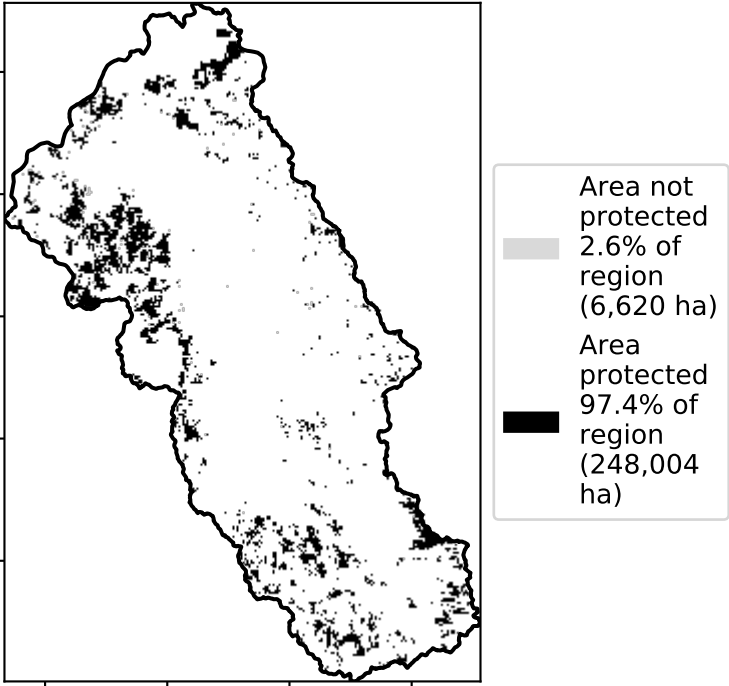 Area not
protected
2.6% of
region
(6,620 ha)
Area
protected
97.4% of
region
(248,004
ha)